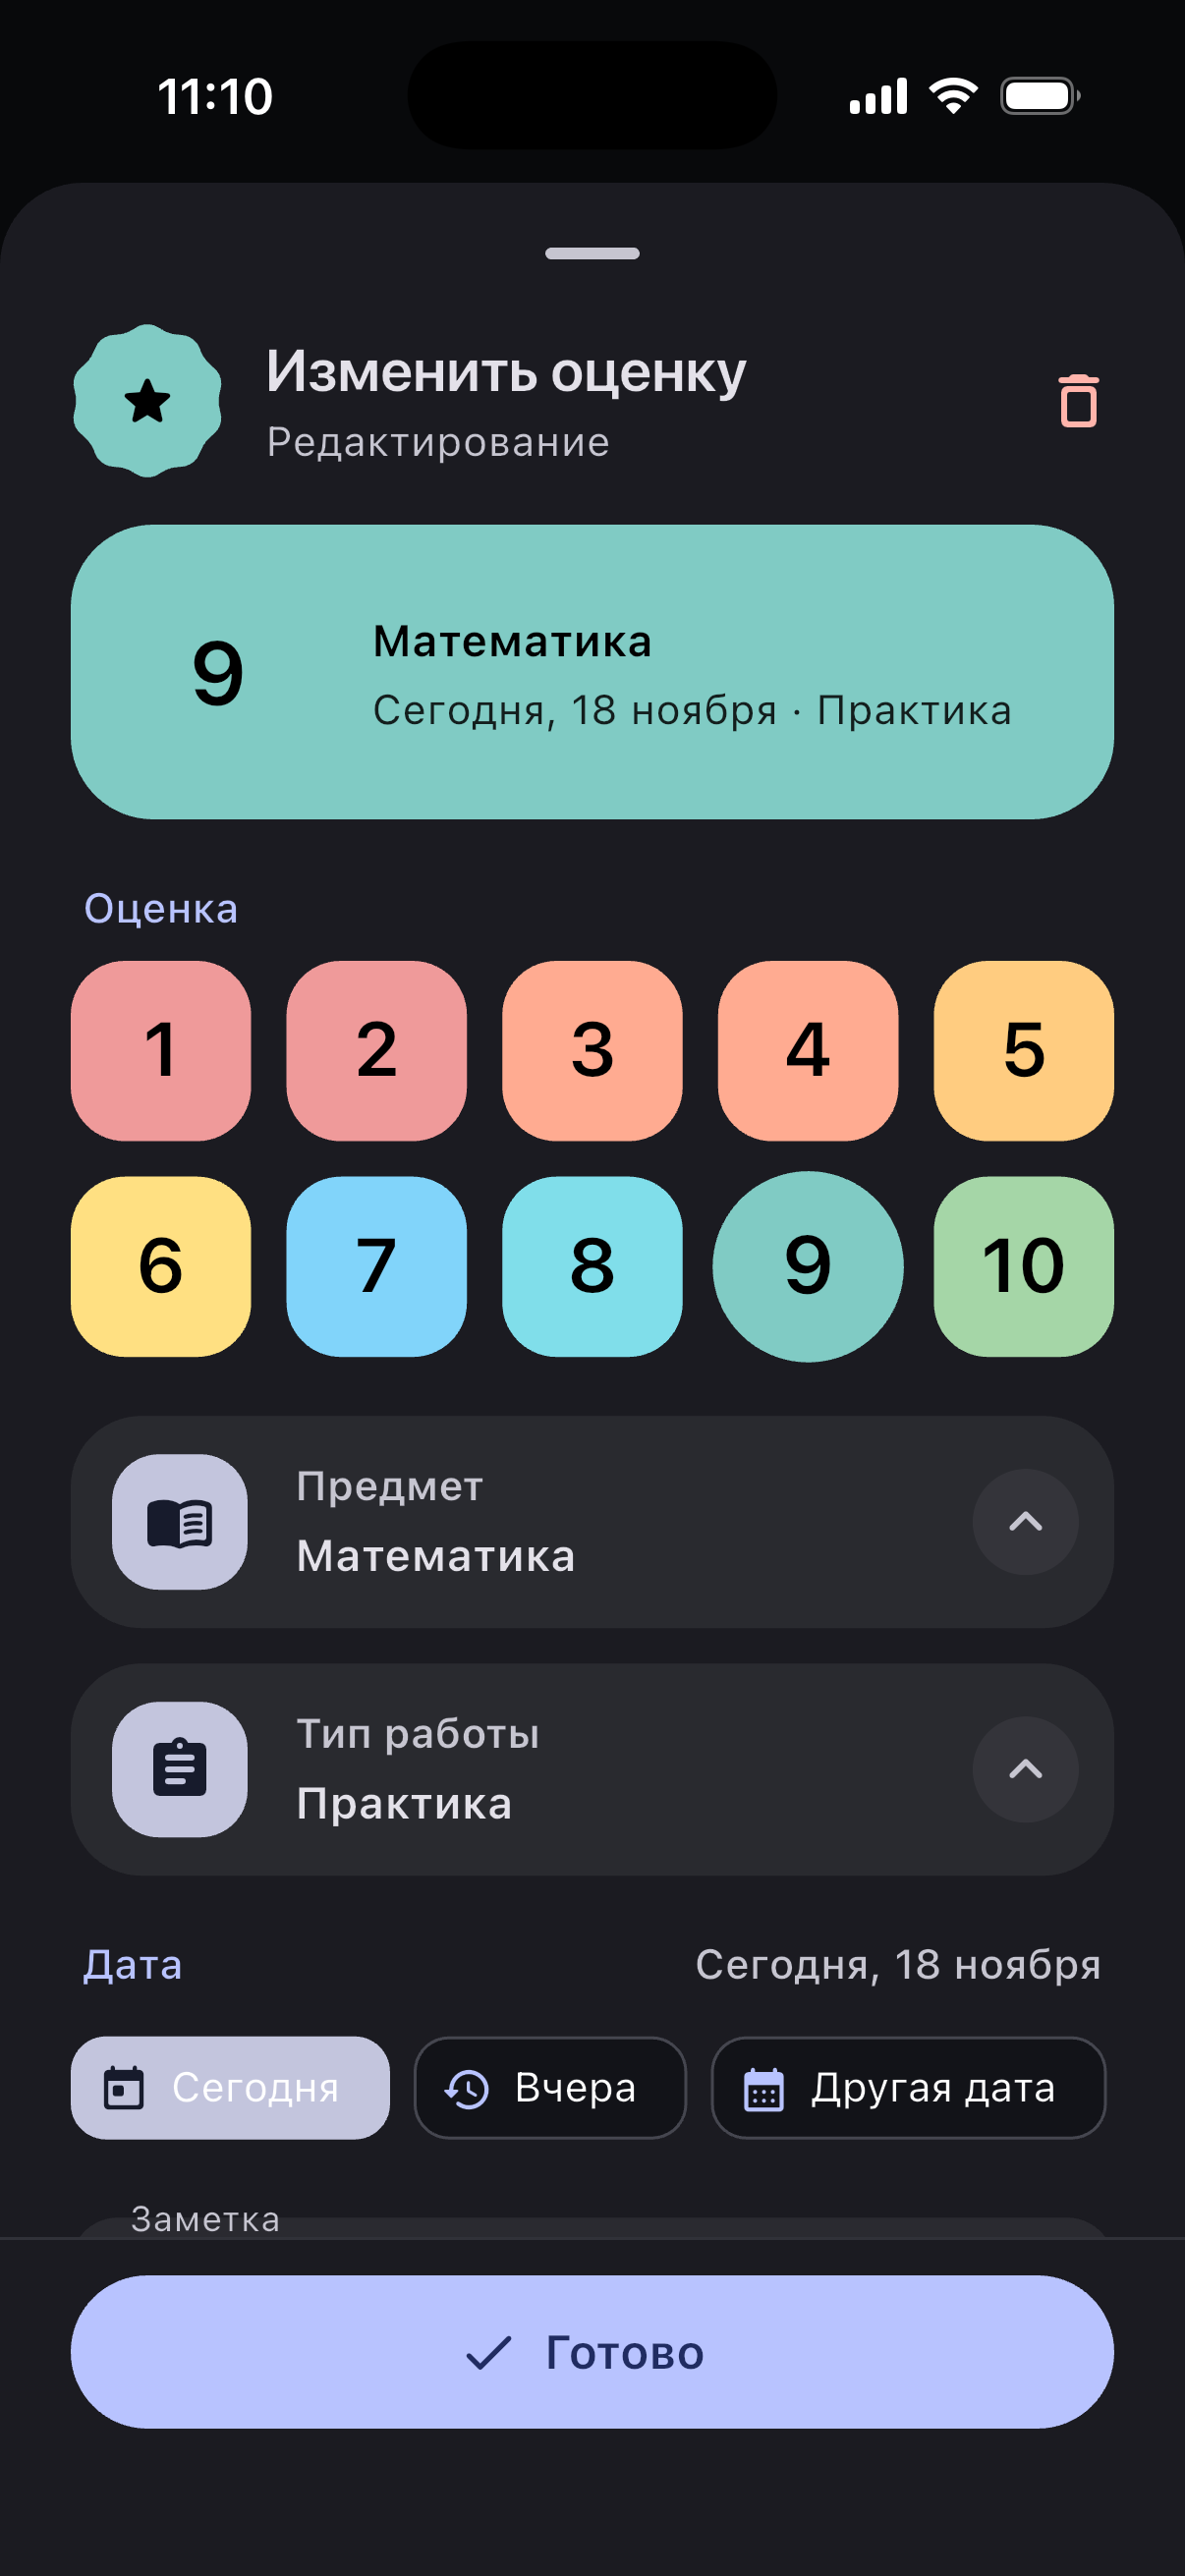 11:10
Изменить оценку
Редактирование
9
Математика
Сегодня, 18 ноября · Практика
Оценка
1 2 3 4 5
6 7 8 9 10
Предмет
Математика
Тип работы
Практика
Дата
Сегодня, 18 ноября
Сегодня
Вчера
Другая дата
Заметка
Готово